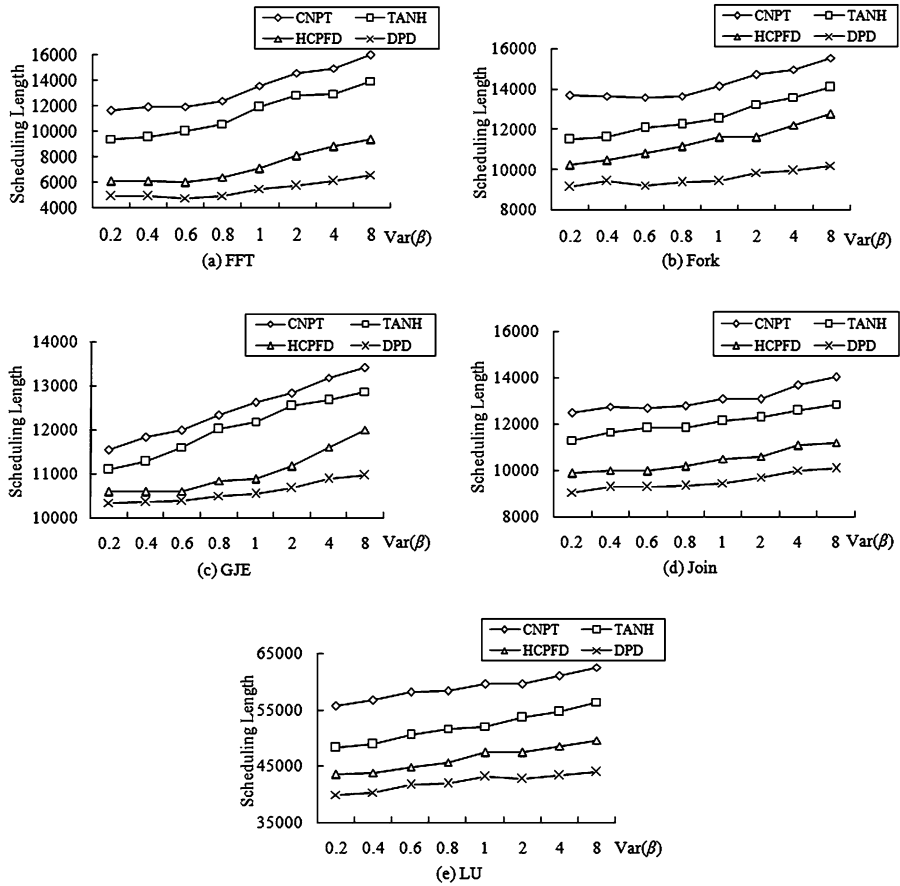 CNPT TANH
HCPFD DPD
16000
14000
12000
10000
8000
6000
4000
Scheduling Length
0.2 0.4 0.6 0.8 1 2 4 8 Var(β)
(a) FFT
CNPT TANH
HCPFD DPD
16000
14000
12000
10000
8000
Scheduling Length
0.2 0.4 0.6 0.8 1 2 4 8 Var(β)
(b) Fork
CNPT TANH
HCPFD DPD
14000
13000
12000
11000
10000
Scheduling Length
0.2 0.4 0.6 0.8 1 2 4 8 Var(β)
(c) GJE
CNPT TANH
HCPFD DPD
16000
14000
12000
10000
8000
Scheduling Length
0.2 0.4 0.6 0.8 1 2 4 8 Var(β)
(d) Join
CNPT TANH
HCPFD DPD
65000
55000
45000
35000
Scheduling Length
0.2 0.4 0.6 0.8 1 2 4 8 Var(β)
(e) LU